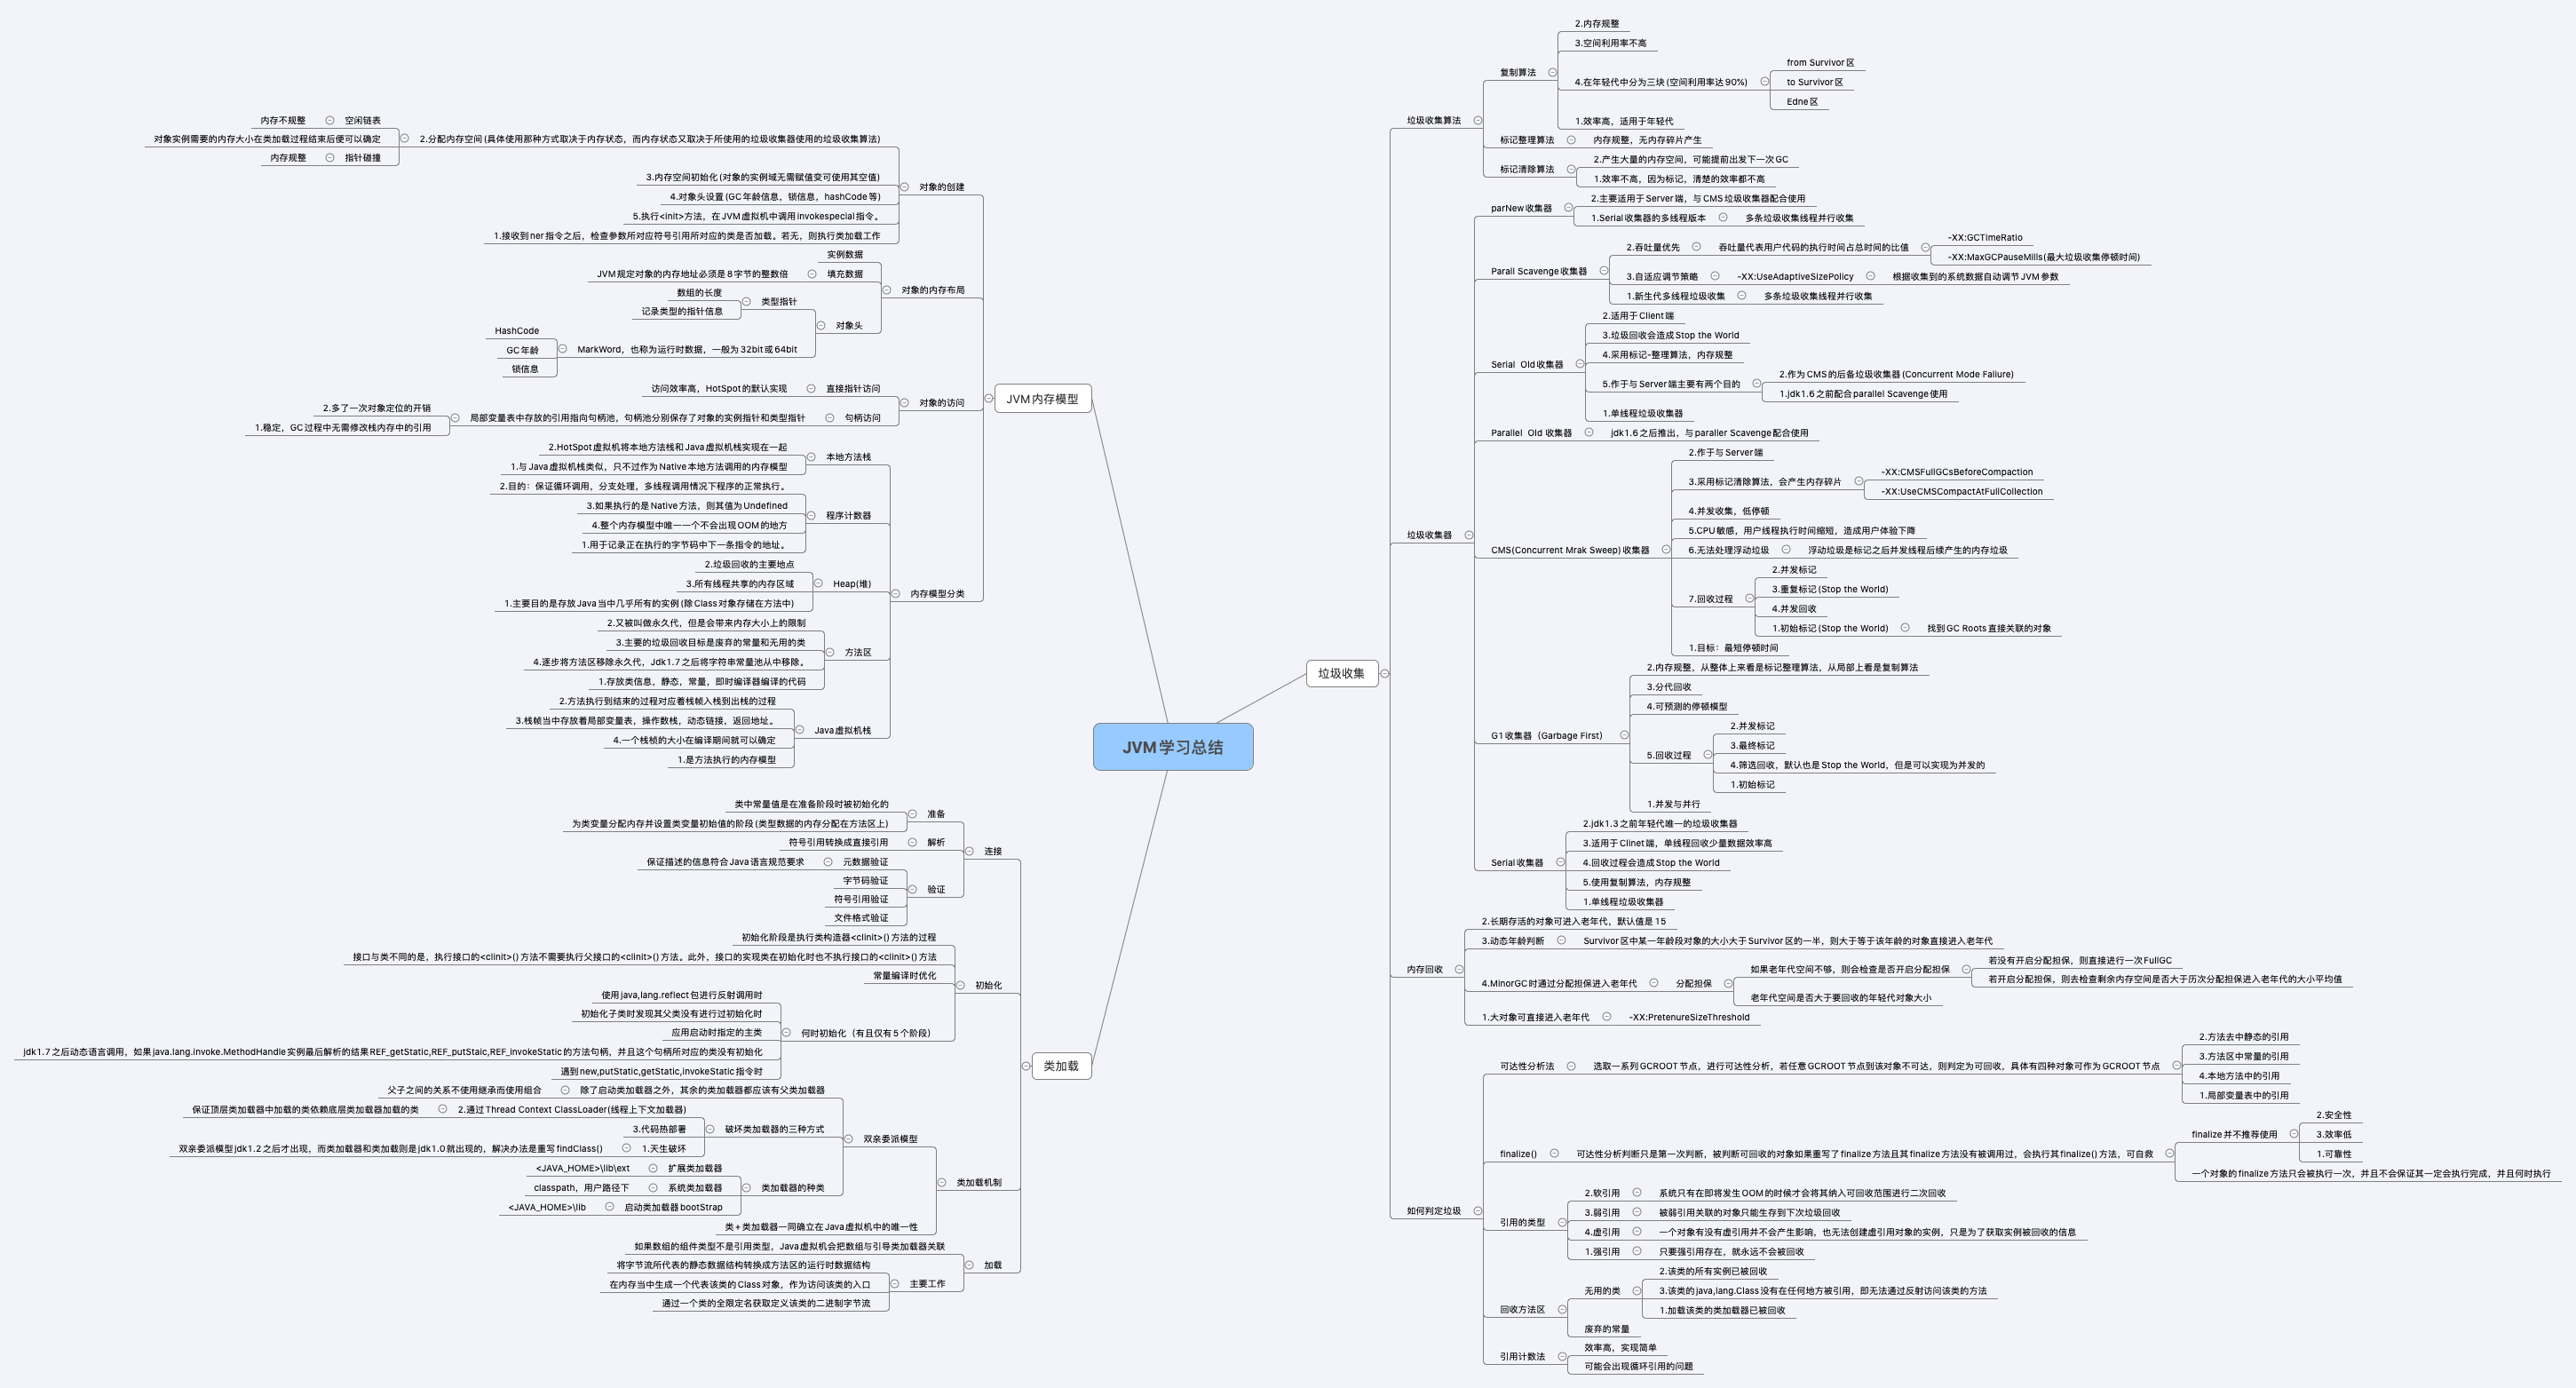 JVM学习总结
JVM内存模型
对象的创建
2.分配内存空间(具体使用那种方式取决于内存状态，而内存状态又取决于所使用的垃圾收集器使用的垃圾收集算法)
空闲链表
内存不规整
对象实例需要的内存大小在类加载过程结束后便可以确定
指针碰撞
内存规整
3.内存空间初始化(对象的实例域无需赋值变可使用其空值)
4.对象头设置(GC年龄信息，锁信息，hashCode等)
5.执行<init>方法，在JVM虚拟机中调用invokespecial指令。
1.接收到ner指令之后，检查参数所对应符号引用所对应的类是否加载。若无，则执行类加载工作
对象的内存布局
实例数据
填充数据
JVM规定对象的内存地址必须是8字节的整数倍
对象头
类型指针
数组的长度
记录类型的指针信息
MarkWord，也称为运行时数据，一般为32bit或64bit
HashCode
GC年龄
锁信息
对象的访问
直接指针访问
访问效率高，HotSpot的默认实现
句柄访问
局部变量表中存放的引用指向句柄池，句柄池分别保存了对象的实例指针和类型指针
2.多了一次对象定位的开销
1.稳定，GC过程中无需修改栈内存中的引用
内存模型分类
本地方法栈
2.HotSpot虚拟机将本地方法栈和Java虚拟机栈实现在一起
1.与Java虚拟机栈类似，只不过作为Native本地方法调用的内存模型
程序计数器
2.目的：保证循环调用，分支处理，多线程调用情况下程序的正常执行。
3.如果执行的是Native方法，则其值为Undefined
4.整个内存模型中唯一一个不会出现OOM的地方
1.用于记录正在执行的字节码中下一条指令的地址。
Heap(堆)
2.垃圾回收的主要地点
3.所有线程共享的内存区域
1.主要目的是存放Java当中几乎所有的实例(除Class对象存储在方法中)
方法区
2.又被叫做永久代，但是会带来内存大小上的限制
3.主要的垃圾回收目标是废弃的常量和无用的类
4.逐步将方法区移除永久代，Jdk1.7之后将字符串常量池从中移除。
1.存放类信息，静态，常量，即时编译器编译的代码
Java虚拟机栈
2.方法执行到结束的过程对应着栈帧入栈到出栈的过程
3.栈帧当中存放着局部变量表，操作数栈，动态链接，返回地址。
4.一个栈桢的大小在编译期间就可以确定
1.是方法执行的内存模型
类加载
连接
准备
类中常量值是在准备阶段时被初始化的
为类变量分配内存并设置类变量初始值的阶段(类型数据的内存分配在方法区上)
解析
符号引用转换成直接引用
验证
元数据验证
保证描述的信息符合Java语言规范要求
字节码验证
符号引用验证
文件格式验证
初始化
初始化阶段是执行类构造器<clinit>()方法的过程
接口与类不同的是，执行接口的<clinit>()方法不需要执行父接口的<clinit>()方法。此外，接口的实现类在初始化时也不执行接口的<clinit>()方法
常量编译时优化
何时初始化（有且仅有5个阶段）
使用java,lang.reflect包进行反射调用时
初始化子类时发现其父类没有进行过初始化时
应用启动时指定的主类
jdk1.7之后动态语言调用，如果java.lang.invoke.MethodHandle实例最后解析的结果REF_getStatic,REF_putStaic,REF_invokeStatic的方法句柄，并且这个句柄所对应的类没有初始化
遇到new,putStatic,getStatic,invokeStatic指令时
类加载机制
双亲委派模型
除了启动类加载器之外，其余的类加载器都应该有父类加载器
父子之间的关系不使用继承而使用组合
破坏类加载器的三种方式
2.通过Thread Context ClassLoader(线程上下文加载器)
保证顶层类加载器中加载的类依赖底层类加载器加载的类
3.代码热部署
1.天生破坏
双亲委派模型jdk1.2之后才出现，而类加载器和类加载则是jdk1.0就出现的，解决办法是重写findClass()
类加载器的种类
扩展类加载器
<JAVA_HOME>\lib\ext
系统类加载器
classpath，用户路径下
启动类加载器bootStrap
<JAVA_HOME>\lib
类+类加载器一同确立在Java虚拟机中的唯一性
加载
如果数组的组件类型不是引用类型，Java虚拟机会把数组与引导类加载器关联
主要工作
将字节流所代表的静态数据结构转换成方法区的运行时数据结构
在内存当中生成一个代表该类的Class对象，作为访问该类的入口
通过一个类的全限定名获取定义该类的二进制字节流
垃圾收集
垃圾收集算法
复制算法
2.内存规整
3.空间利用率不高
4.在年轻代中分为三块(空间利用率达90%)
from Survivor区
to Survivor区
Edne区
1.效率高，适用于年轻代
标记整理算法
内存规整，无内存碎片产生
标记清除算法
2.产生大量的内存空间，可能提前出发下一次GC
1.效率不高，因为标记，清楚的效率都不高
垃圾收集器
parNew收集器
2.主要适用于Server端，与CMS垃圾收集器配合使用
1.Serial收集器的多线程版本
多条垃圾收集线程并行收集
Parall Scavenge收集器
2.吞吐量优先
吞吐量代表用户代码的执行时间占总时间的比值
-XX:GCTimeRatio
-XX:MaxGCPauseMills(最大垃圾收集停顿时间)
3.自适应调节策略
-XX:UseAdaptiveSizePolicy
根据收集到的系统数据自动调节JVM参数
1.新生代多线程垃圾收集
多条垃圾收集线程并行收集
Serial Old收集器
2.适用于Client端
3.垃圾回收会造成Stop the World
4.采用标记-整理算法，内存规整
5.作于与Server端主要有两个目的
2.作为CMS的后备垃圾收集器(Concurrent Mode Faliure)
1.jdk1.6之前配合parallel Scavenge使用
1.单线程垃圾收集器
Parallel Old 收集器
jdk1.6之后推出，与paraller Scavenge配合使用
CMS(Concurrent Mrak Sweep)收集器
2.作于与Server端
3.采用标记清除算法，会产生内存碎片
-XX:CMSFullGCsBeforeCompaction
-XX:UseCMSCompactAtFullCollection
4.并发收集，低停顿
5.CPU敏感，用户线程执行时间缩短，造成用户体验下降
6.无法处理浮动垃圾
浮动垃圾是标记之后并发线程后续产生的内存垃圾
7.回收过程
2.并发标记
3.重复标记(Stop the World)
4.并发回收
1.初始标记(Stop the World)
找到GC Roots直接关联的对象
1.目标：最短停顿时间
G1收集器（Garbage First）
2.内存规整，从整体上来看是标记整理算法，从局部上看是复制算法
3.分代回收
4.可预测的停顿模型
5.回收过程
2.并发标记
3.最终标记
4.筛选回收，默认也是Stop the World，但是可以实现为并发的
1.初始标记
1.并发与并行
Serial收集器
2.jdk1.3之前年轻代唯一的垃圾收集器
3.适用于Clinet端，单线程回收少量数据效率高
4.回收过程会造成Stop the World
5.使用复制算法，内存规整
1.单线程垃圾收集器
内存回收
2.长期存活的对象可进入老年代，默认值是15
3.动态年龄判断
Survivor区中某一年龄段对象的大小大于Survivor区的一半，则大于等于该年龄的对象直接进入老年代
4.MinorGC时通过分配担保进入老年代
分配担保
如果老年代空间不够，则会检查是否开启分配担保
若没有开启分配担保，则直接进行一次FullGC
若开启分配担保，则去检查剩余内存空间是否大于历次分配担保进入老年代的大小平均值
老年代空间是否大于要回收的年轻代对象大小
1.大对象可直接进入老年代
-XX:PretenureSizeThreshold
如何判定垃圾
可达性分析法
选取一系列GCROOT节点，进行可达性分析，若任意GCROOT节点到该对象不可达，则判定为可回收，具体有四种对象可作为GCROOT节点
2.方法去中静态的引用
3.方法区中常量的引用
4.本地方法中的引用
1.局部变量表中的引用
finalize()
可达性分析判断只是第一次判断，被判断可回收的对象如果重写了finalize方法且其finalize方法没有被调用过，会执行其finalize()方法，可自救
finalize并不推荐使用
2.安全性
3.效率低
1.可靠性
一个对象的finalize方法只会被执行一次，并且不会保证其一定会执行完成，并且何时执行
引用的类型
2.软引用
系统只有在即将发生OOM的时候才会将其纳入可回收范围进行二次回收
3.弱引用
被弱引用关联的对象只能生存到下次垃圾回收
4.虚引用
一个对象有没有虚引用并不会产生影响，也无法创建虚引用对象的实例，只是为了获取实例被回收的信息
1.强引用
只要强引用存在，就永远不会被回收
回收方法区
无用的类
2.该类的所有实例已被回收
3.该类的java,lang.Class没有在任何地方被引用，即无法通过反射访问该类的方法
1.加载该类的类加载器已被回收
废弃的常量
引用计数法
效率高，实现简单
可能会出现循环引用的问题